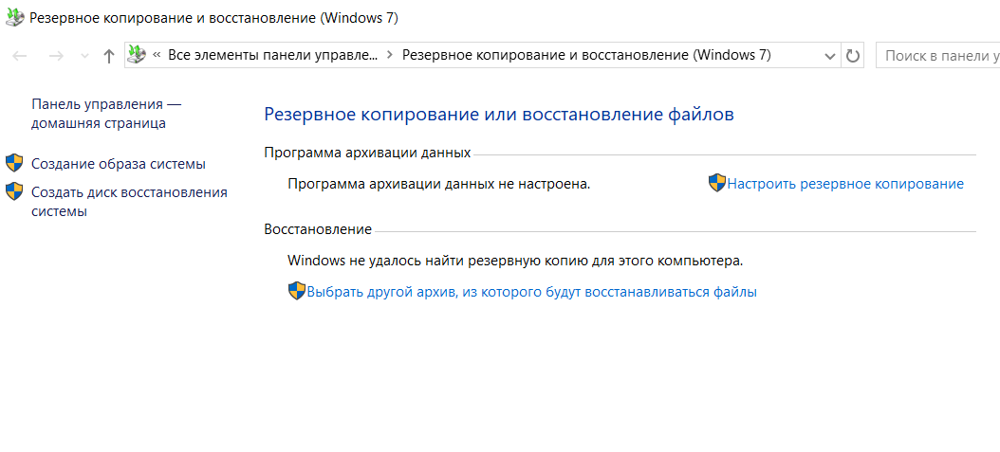 Резервное копирование и восстановление (Windows 7)
« Все элементы панели управле... > Резервное копирование и восстановление (Windows 7)
Поиск в панели у
Панель управления —
домашняя страница
Создание образа системы
Создать диск восстановления
системы
Резервное копирование или восстановление файлов
Программа архивации данных
Программа архивации данных не настроена.
Настроить резервное копирование
Восстановление
Windows не удалось найти резервную копию для этого компьютера.
Выбрать другой архив, из которого будут восстанавливаться файлы